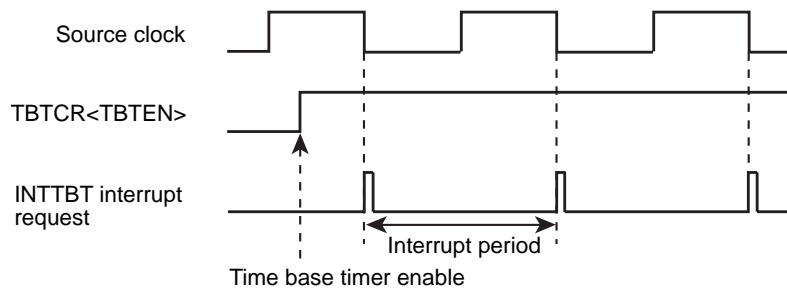 Source clock
TBTCR<TBTEN>
INTTBT interrupt
request
Interrupt period
Time base timer enable